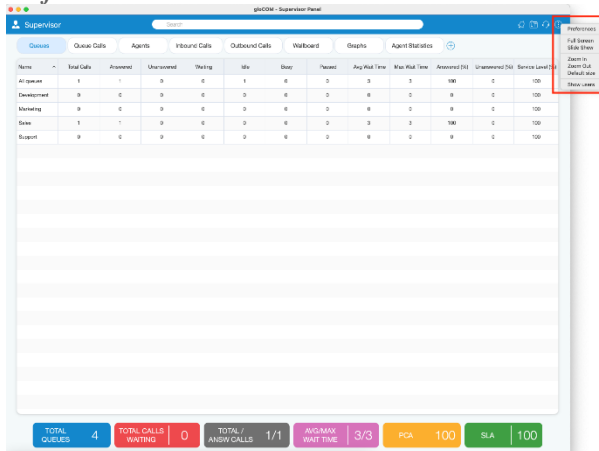 gloCOM - Supervisor Panel
Supervisor
Search
Queues Queue Calls Agents Inbound Calls Outbound Calls Wallboard Graphs Agent Statistics
Name Total Calls Answered Unanswered Waiting Idle Busy Paused Avg Wait Time Max Wait Time Answered (%) Unanswered (%) Service Level (%)
All queues 1 1 0 0 1 0 0 3 3 100 0 100
Development 0 0 0 0 0 0 0 0 0 0 0 100
Marketing 0 0 0 0 0 0 0 0 0 0 0 100
Sales 1 1 0 0 1 0 0 3 3 100 0 100
Support 0 0 0 0 0 0 0 0 0 0 0 100
Preferences
Full Screen
Slide Show
Zoom In
Zoom Out
Default size
Show users
TOTAL QUEUES 4
TOTAL CALLS WAITING 0
TOTAL / ANSW CALLS 1/1
AVG/MAX WAIT TIME 3/3
PCA 100
SLA 100